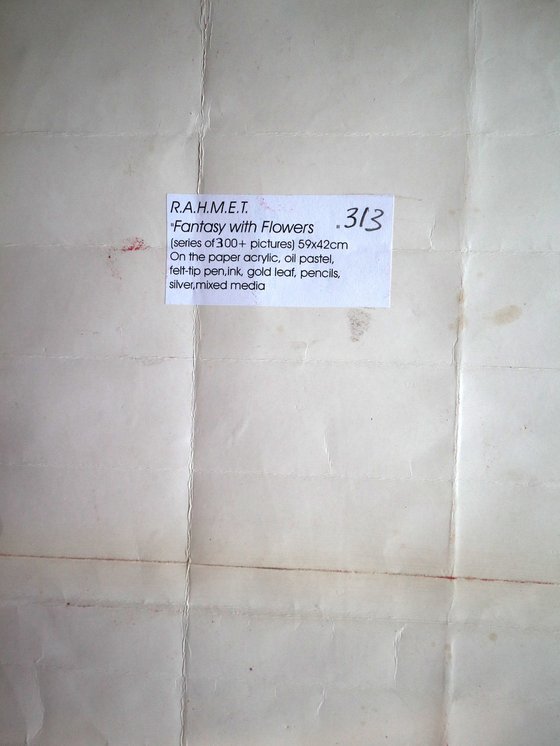 R.A.H.M.E.T.
"Fantasy with Flowers .313
(series of 300+ pictures) 59x42cm
On the paper acrylic, oil pastel,
felt-tip pen,ink, gold leaf, pencils,
silver,mixed media